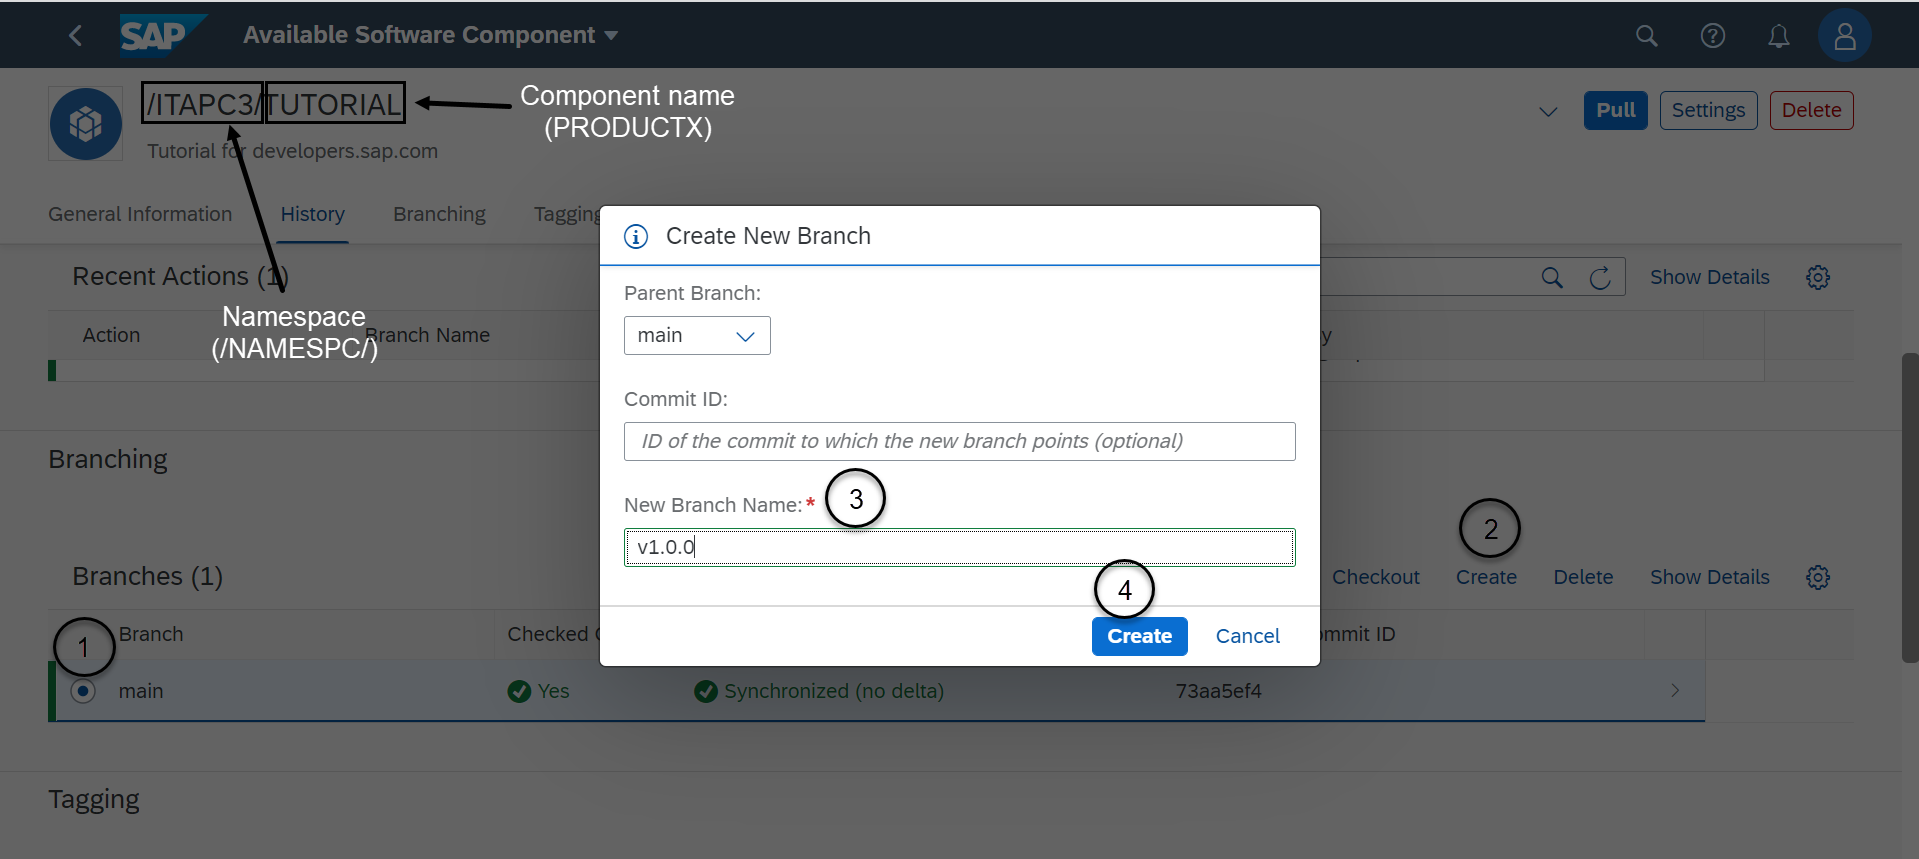 SAP Available Software Component
/ITAPC3/TUTORIAL
Component name
(PRODUCTX)
Pull Settings Delete
Tutorial for developers.sap.com
General Information History Branching Tagging
Create New Branch
Recent Actions (1)
Show Details
Parent Branch:
main
Namespace
(/NAMESPC/)
Action Branch Name
Commit ID:
ID of the commit to which the new branch points (optional)
Branching
New Branch Name:* 3
v1.0.0
2
Branches (1)
Checkout Create Delete Show Details
4
Create Cancel
1
Branch Checked
mmit ID
main Yes Synchronized (no delta) 73aa5ef4
Tagging